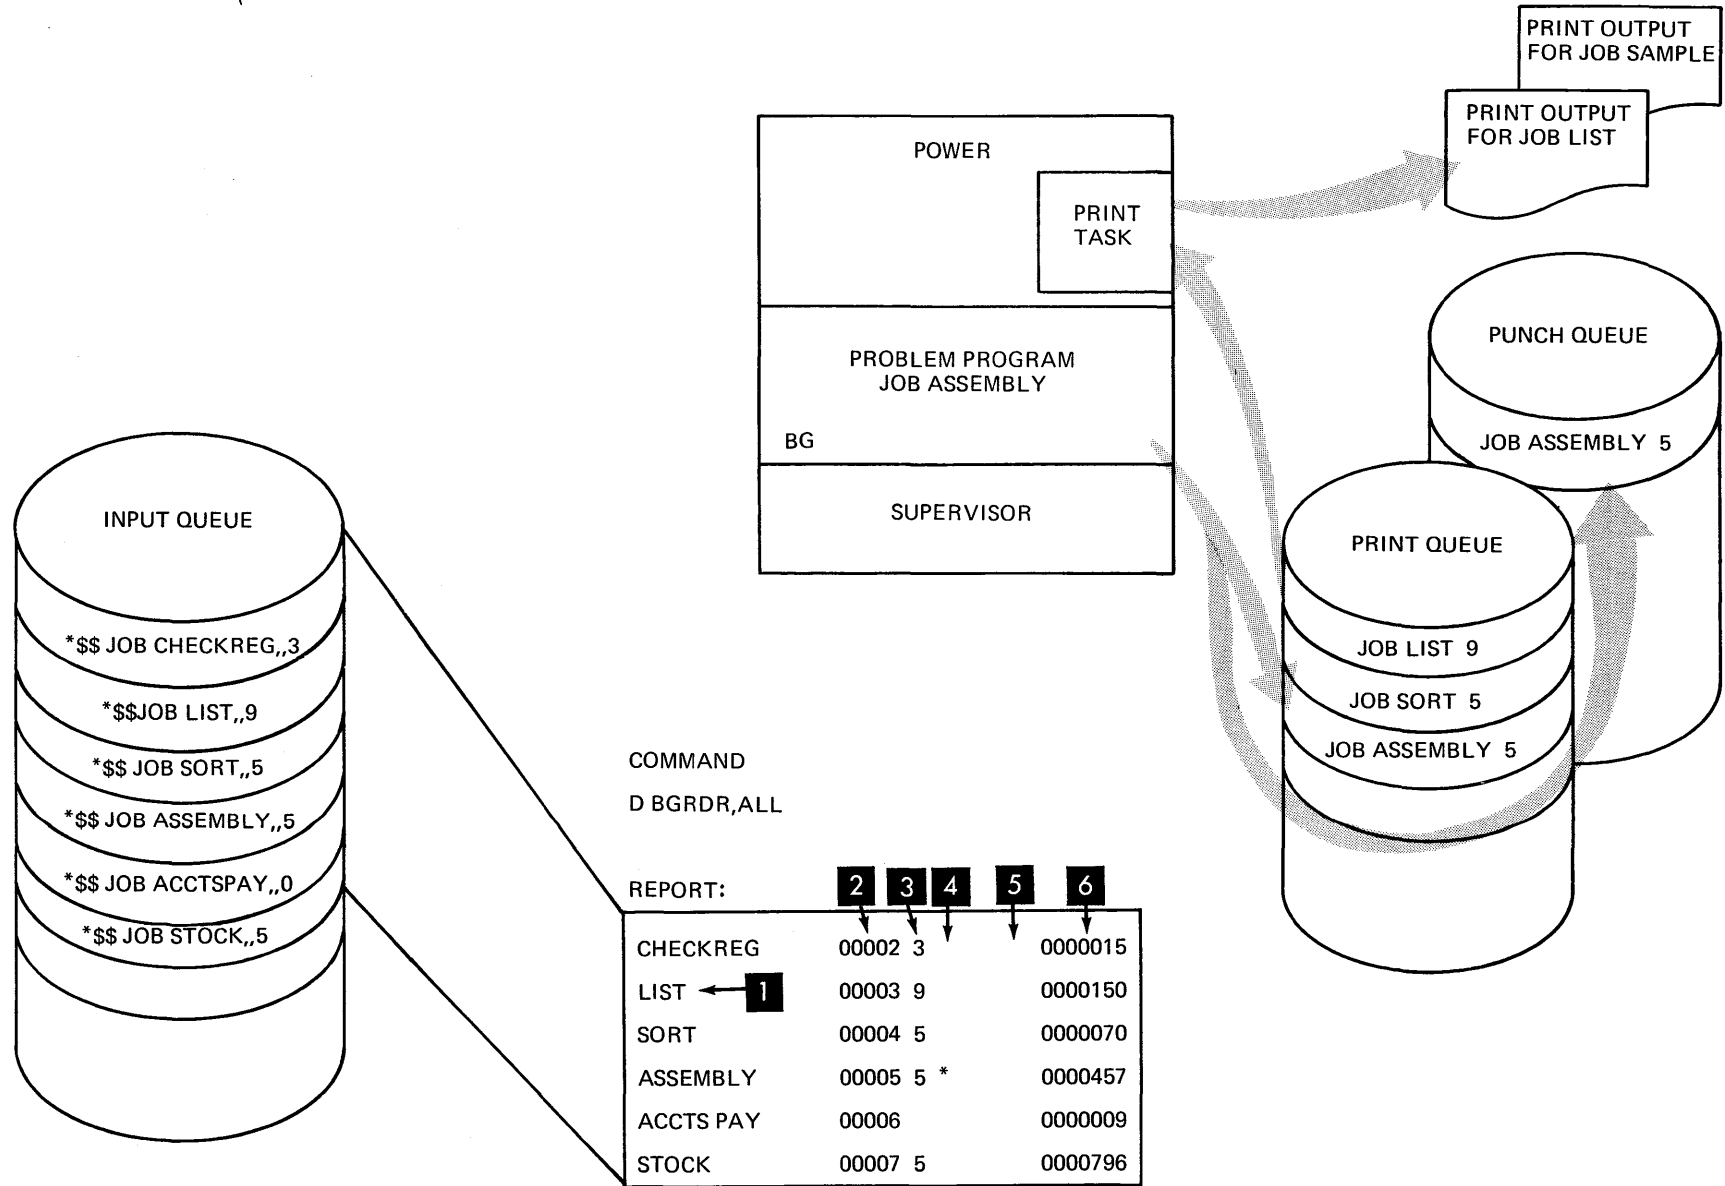 PRINT OUTPUT
FOR JOB SAMPLE
PRINT OUTPUT
FOR JOB LIST
POWER
PRINT
TASK
PROBLEM PROGRAM
JOB ASSEMBLY
BG
SUPERVISOR
PUNCH QUEUE
JOB ASSEMBLY 5
PRINT QUEUE
JOB LIST 9
JOB SORT 5
JOB ASSEMBLY 5
INPUT QUEUE
*$$ JOB CHECKREG,,3
*$$JOB LIST,,9
*$$ JOB SORT,,5
*$$ JOB ASSEMBLY,,5
*$$ JOB ACCTSPAY,,0
*$$ JOB STOCK,,5
COMMAND
D BGRDR,ALL
REPORT: 2 3 4 5 6
CHECKREG 00002 3 0000015
LIST 1 00003 9 0000150
SORT 00004 5 0000070
ASSEMBLY 00005 5 * 0000457
ACCTS PAY 00006 0000009
STOCK 00007 5 0000796